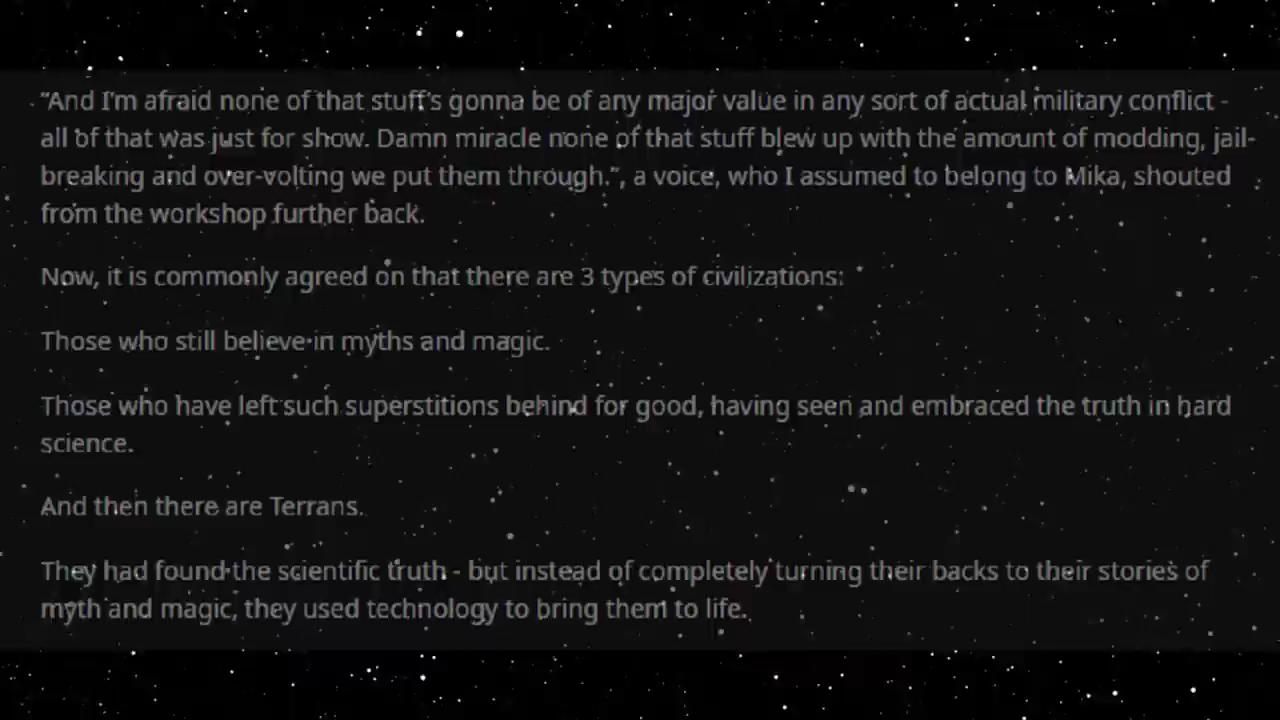 “And I'm afraid none of that stuff's gonna be of any major value in any sort of actual military conflict -
all of that was just for show. Damn miracle none of that stuff blew up with the amount of modding, jail-
breaking and over-volting we put them through.”, a voice, who I assumed to belong to Mika, shouted
from the workshop further back.
Now, it is commonly agreed on that there are 3 types of civilizations:
Those who still believe in myths and magic.
Those who have left such superstitions behind for good, having seen and embraced the truth in hard
science.
And then there are Terrans.
They had found the scientific truth - but instead of completely turning their backs to their stories of
myth and magic, they used technology to bring them to life.